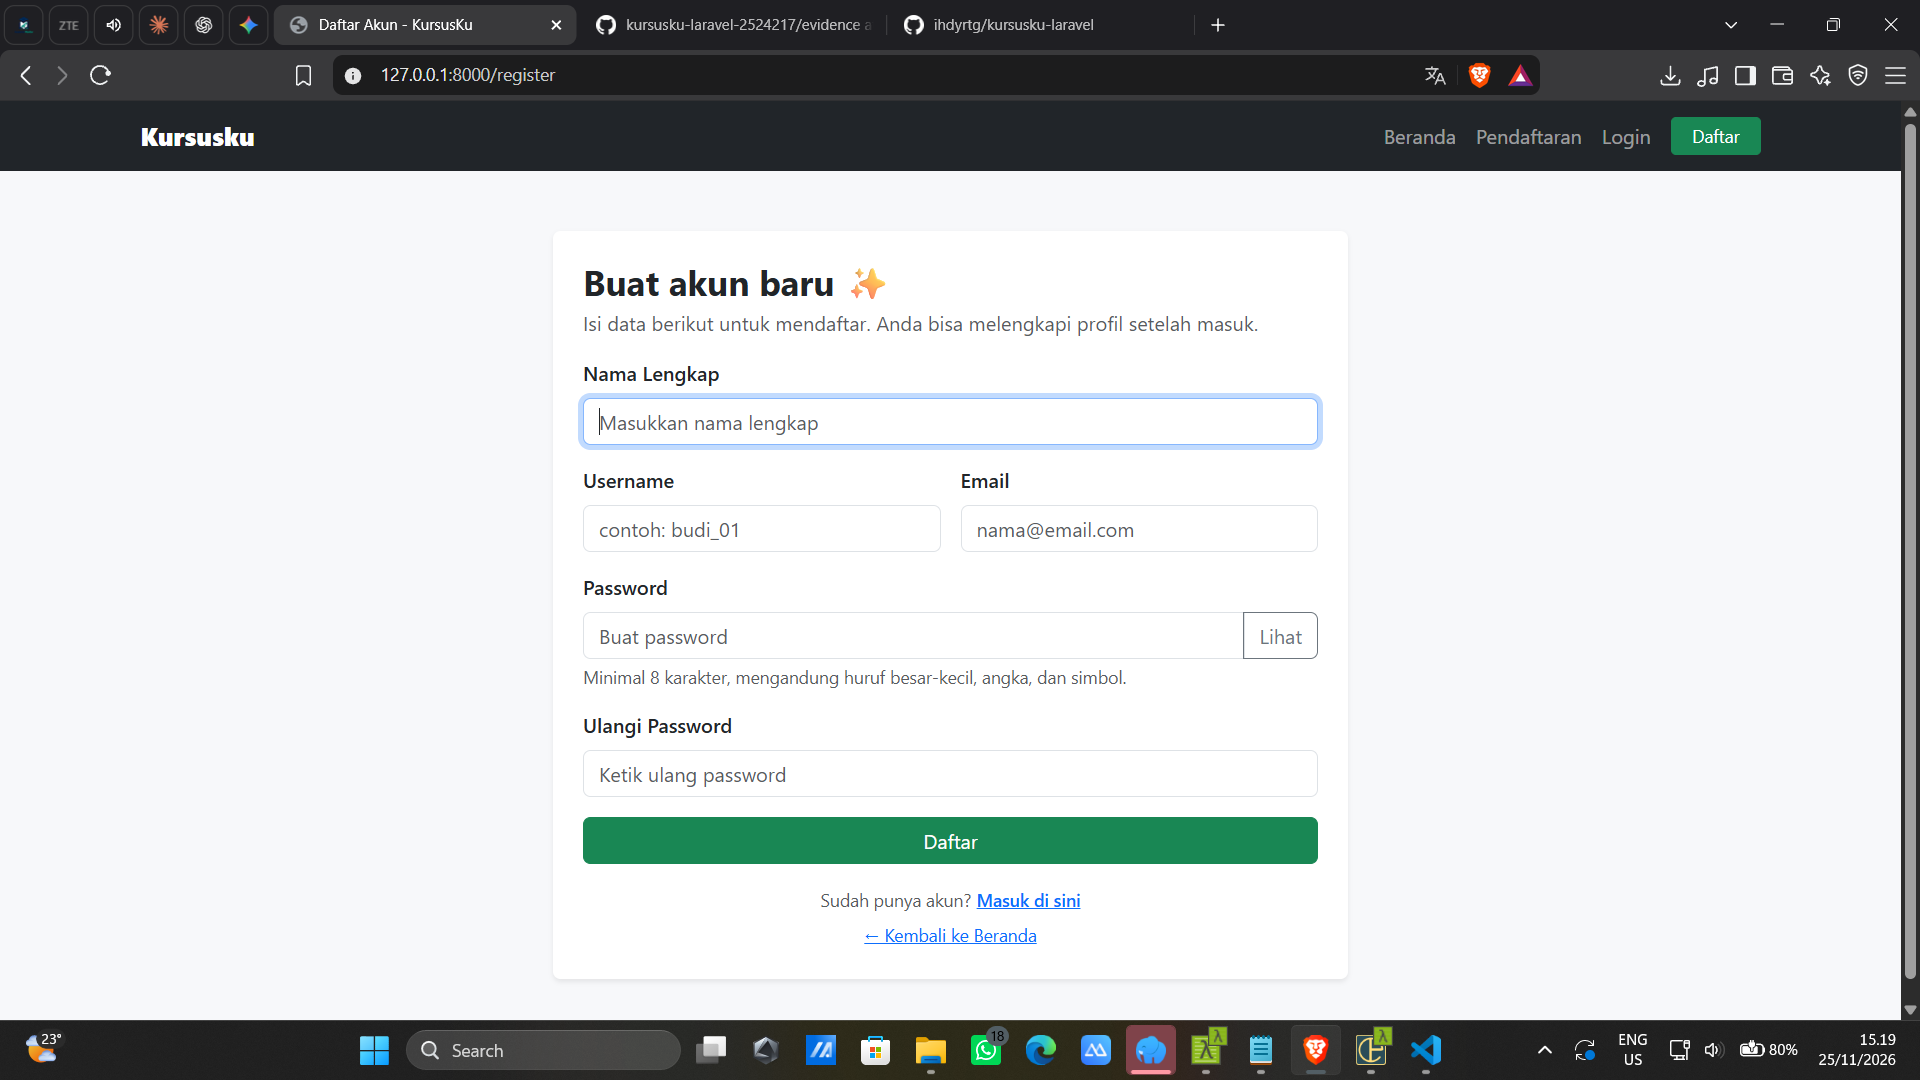 ZTE
Daftar Akun - KursusKu
kursusku-laravel-2524217/evidence a
ihdyrtg/kursusku-laravel
127.0.0.1:8000/register
Kursusku
Beranda
Pendaftaran
Login
Daftar
Buat akun baru ✨
Isi data berikut untuk mendaftar. Anda bisa melengkapi profil setelah masuk.
Nama Lengkap
Masukkan nama lengkap
Username
Email
contoh: budi_01
nama@email.com
Password
Buat password
Lihat
Minimal 8 karakter, mengandung huruf besar-kecil, angka, dan simbol.
Ulangi Password
Ketik ulang password
Daftar
Sudah punya akun? Masuk di sini
← Kembali ke Beranda
23°
Search
18
ENG
US
80%
15.19
25/11/2026